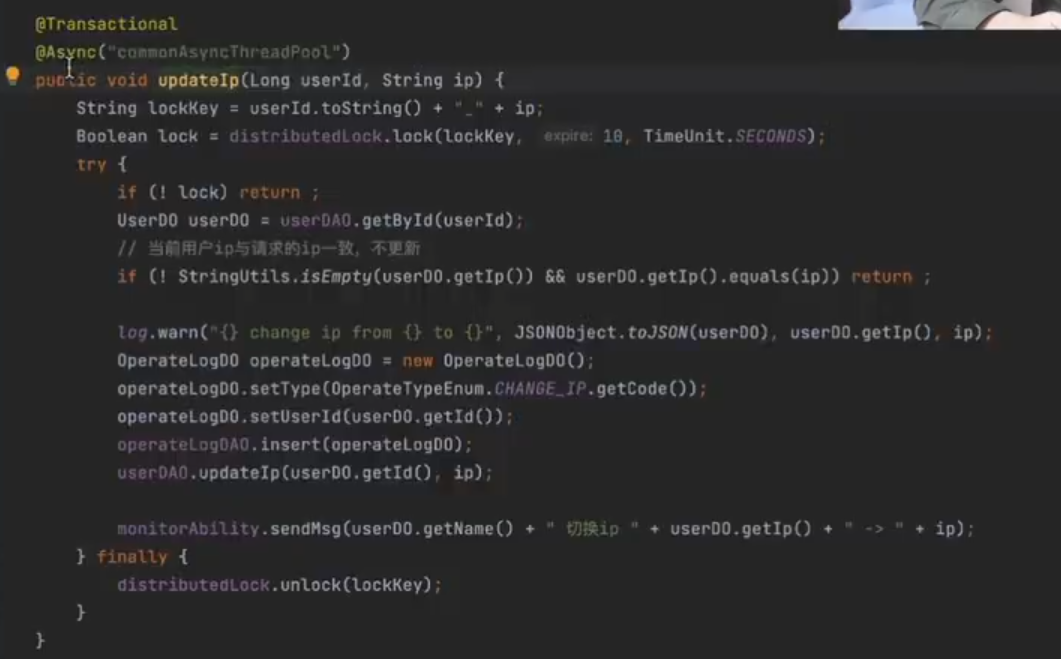 @Transactional
@Async("commonAsyncThreadPool")
public void updateIp(Long userId, String ip) {
String lockKey = userId.toString() + "_" + ip;
Boolean lock = distributedLock.lock(lockKey, expire: 10, TimeUnit.SECONDS);
try {
if (! lock) return ;
UserDO userDO = userDAO.getById(userId);
// 当前用户ip与请求的ip一致，不更新
if (! StringUtils.isEmpty(userDO.getIp()) && userDO.getIp().equals(ip)) return ;
log.warn("{} change ip from {} to {}", JSONObject.toJSON(userDO), userDO.getIp(), ip);
OperateLogDO operateLogDO = new OperateLogDO();
operateLogDO.setType(OperateTypeEnum.CHANGE_IP.getCode());
operateLogDO.setUserId(userDO.getId());
operateLogDAO.insert(operateLogDO);
userDAO.updateIp(userDO.getId(), ip);
monitorAbility.sendMsg(userDO.getName() + " 切换ip " + userDO.getIp() + " -> " + ip);
} finally {
distributedLock.unlock(lockKey);
}
}